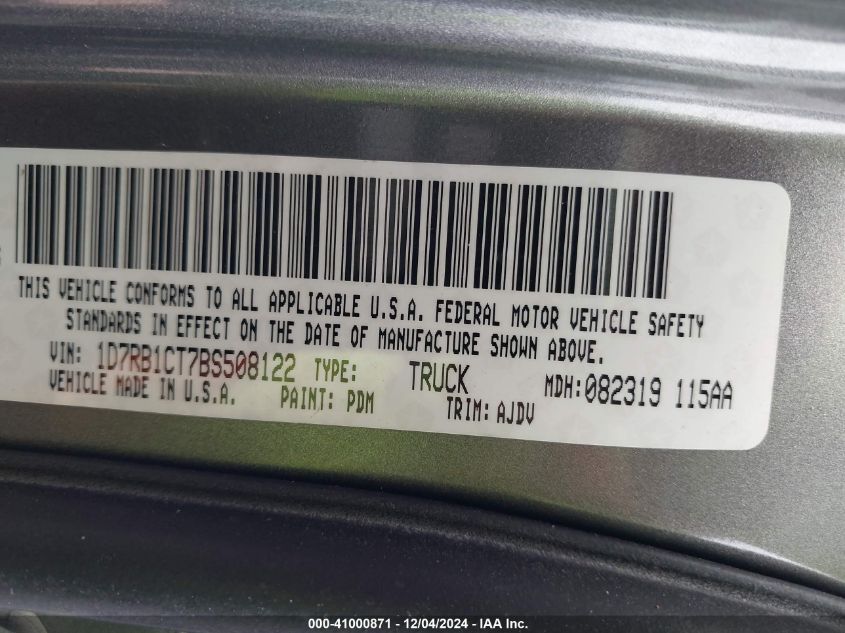 THIS VEHICLE CONFORMS TO ALL APPLICABLE U.S.A. FEDERAL MOTOR VEHICLE SAFETY
STANDARDS IN EFFECT ON THE DATE OF MANUFACTURE SHOWN ABOVE.
VIN: 1D7RB1CT7BS508122 TYPE: TRUCK MDH:082319 115AA
VEHICLE MADE IN U.S.A. PAINT: PDM TRIM:AJDV
000-41000871 - 12/04/2024 - IAA Inc.